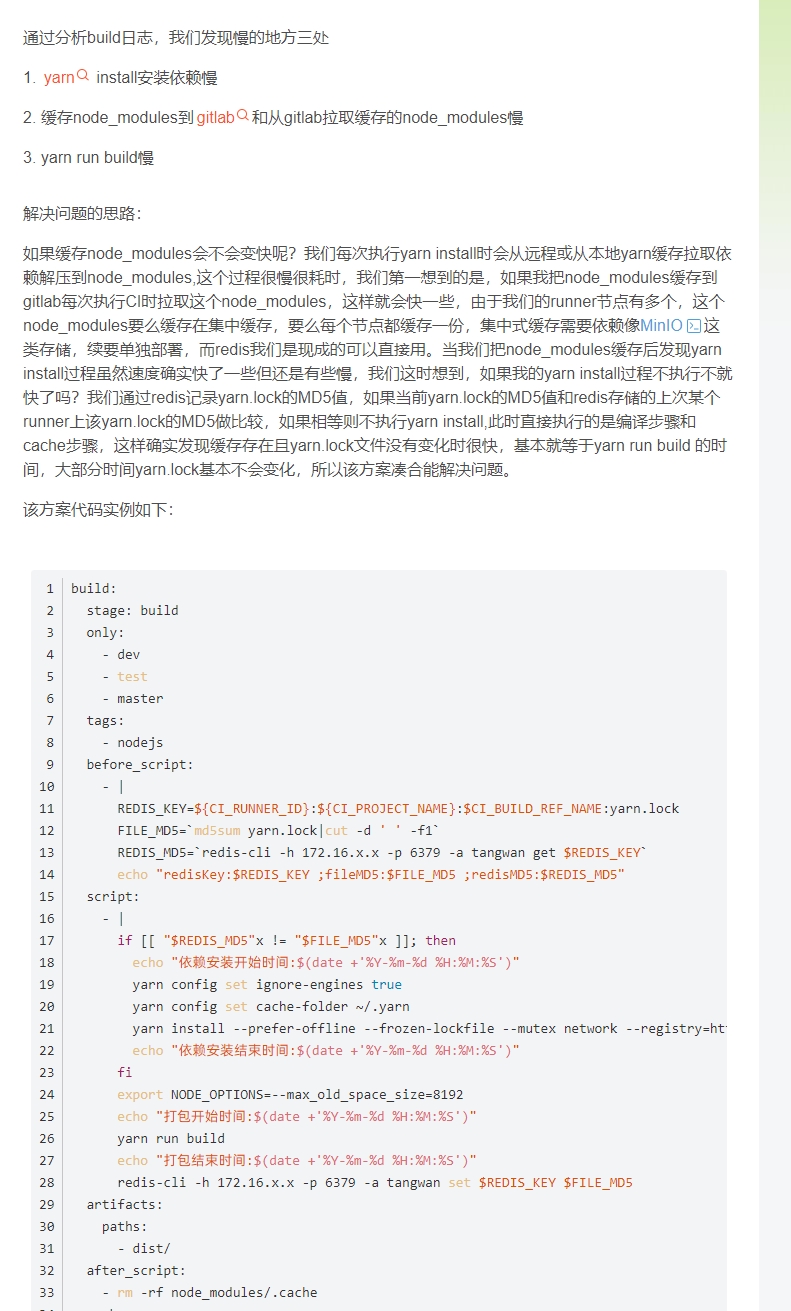 通过分析build日志，我们发现慢的地方三处
1. yarn install安装依赖慢
2. 缓存node_modules到 gitlab 和从gitlab拉取缓存的node_modules慢
3. yarn run build慢
解决问题的思路：
如果缓存node_modules会不会变快呢？我们每次执行yarn install时会从远程或从本地yarn缓存拉取依
赖解压到node_modules,这个过程很慢很耗时，我们第一想到的是，如果我把node_modules缓存到
gitlab每次执行CI时拉取这个node_modules，这样就会快一些，由于我们的runner节点有多个，这个
node_modules要么缓存在集中缓存，要么每个节点都缓存一份，集中式缓存需要依赖像MinIO 这
类存储，续要单独部署，而redis我们是现成的可以直接用。当我们把node_modules缓存后发现yarn
install过程虽然速度确实快了一些但还是有些慢，我们这时想到，如果我的yarn install过程不执行不就
快了吗？我们通过redis记录yarn.lock的MD5值，如果当前yarn.lock的MD5值和redis存储的上次某个
runner上该yarn.lock的MD5做比较，如果相等则不执行yarn install,此时直接执行的是编译步骤和
cache步骤，这样确实发现缓存存在且yarn.lock文件没有变化时很快，基本就等于yarn run build 的时
间，大部分时间yarn.lock基本不会变化，所以该方案凑合能解决问题。
该方案代码实例如下：
1 build:
2 stage: build
3 only:
4 - dev
5 - test
6 - master
7 tags:
8 - nodejs
9 before_script:
10 - |
11 REDIS_KEY=${CI_RUNNER_ID}:${CI_PROJECT_NAME}:$CI_BUILD_REF_NAME:yarn.lock
12 FILE_MD5=`md5sum yarn.lock|cut -d ' ' -f1`
13 REDIS_MD5=`redis-cli -h 172.16.x.x -p 6379 -a tangwan get $REDIS_KEY`
14 echo "redisKey:$REDIS_KEY ;fileMD5:$FILE_MD5 ;redisMD5:$REDIS_MD5"
15 script:
16 - |
17 if [[ "$REDIS_MD5"x != "$FILE_MD5"x ]]; then
18 echo "依赖安装开始时间:$(date +'%Y-%m-%d %H:%M:%S')"
19 yarn config set ignore-engines true
20 yarn config set cache-folder ~/.yarn
21 yarn install --prefer-offline --frozen-lockfile --mutex network --registry=ht
22 echo "依赖安装结束时间:$(date +'%Y-%m-%d %H:%M:%S')"
23 fi
24 export NODE_OPTIONS=--max_old_space_size=8192
25 echo "打包开始时间:$(date +'%Y-%m-%d %H:%M:%S')"
26 yarn run build
27 echo "打包结束时间:$(date +'%Y-%m-%d %H:%M:%S')"
28 redis-cli -h 172.16.x.x -p 6379 -a tangwan set $REDIS_KEY $FILE_MD5
29 artifacts:
30 paths:
31 - dist/
32 after_script:
33 - rm -rf node_modules/.cache